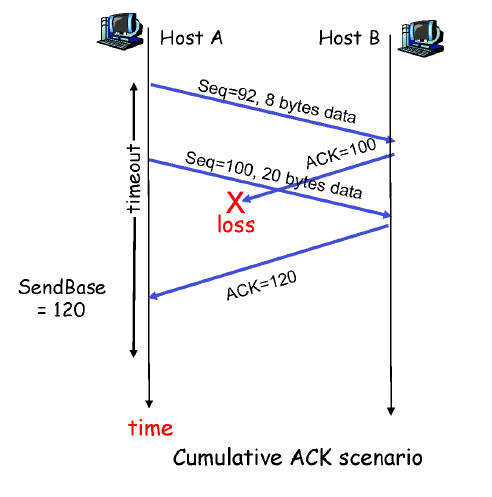 Host A
Host B
Seq=92, 8 bytes data
ACK=100
timeout
Seq=100, 20 bytes data
X
loss
ACK=120
SendBase
= 120
time
Cumulative ACK scenario